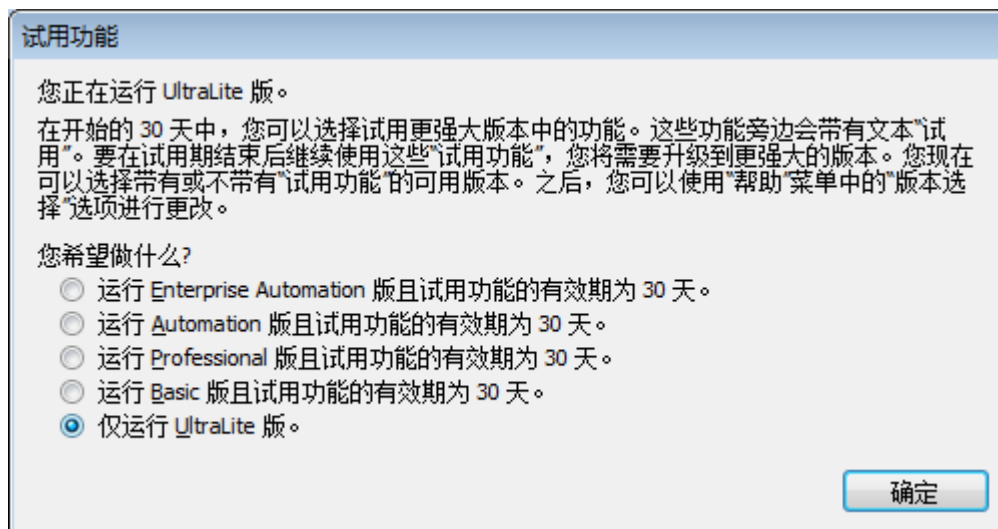 试用功能
您正在运行 UltraLite 版。
在开始的 30 天中，您可以选择试用更强大版本中的功能。这些功能旁边会带有文本“试
用”。要在试用期结束后继续使用这些“试用功能”，您将需要升级到更强大的版本。您现在
可以选择带有或不带有“试用功能”的可用版本。之后，您可以使用“帮助”菜单中的“版本选
择”选项进行更改。
您希望做什么?
运行 Enterprise Automation 版且试用功能的有效期为 30 天。
运行 Automation 版且试用功能的有效期为 30 天。
运行 Professional 版且试用功能的有效期为 30 天。
运行 Basic 版且试用功能的有效期为 30 天。
仅运行 UltraLite 版。
确定